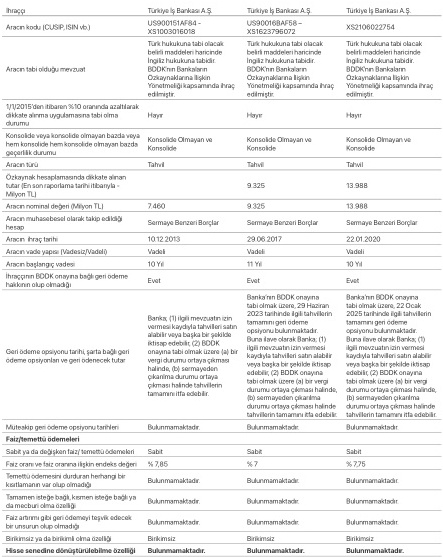 İhraççı Türkiye İş Bankası A.Ş. Türkiye İş Bankası A.Ş. Türkiye İş Bankası A.Ş.
Aracın kodu (CUSIP, ISIN vb.) US900151AF84 - XS1003016018 US90016BAF58 – XS1623796072 XS2106022754
Aracın tabi olduğu mevzuat
Türk hukukuna tabi olacak
belirli maddeleri haricinde
İngiliz hukukuna tabidir.
BDDK'nın Bankaların
Özkaynaklarına İlişkin
Yönetmeliği kapsamında ihraç
edilmiştir.
Türk hukukuna tabi olacak
belirli maddeleri haricinde
İngiliz hukukuna tabidir.
BDDK'nın Bankaların
Özkaynaklarına İlişkin
Yönetmeliği kapsamında ihraç
edilmiştir.
Türk hukukuna tabi olacak
belirli maddeleri haricinde
İngiliz hukukuna tabidir.
BDDK'nın Bankaların
Özkaynaklarına İlişkin
Yönetmeliği kapsamında ihraç
edilmiştir.
1/1/2015'den itibaren %10 oranında azaltılarak
dikkate alınma uygulamasına tabi olma
durumu
Hayır Hayır Hayır
Konsolide veya konsolide olmayan bazda veya
hem konsolide hem konsolide olmayan bazda
geçerlilik durumu
Konsolide Olmayan ve
Konsolide
Konsolide Olmayan ve
Konsolide
Konsolide Olmayan ve
Konsolide
Aracın türü Tahvil Tahvil Tahvil
Özkaynak hesaplamasında dikkate alınan
tutar (En son raporlama tarihi itibarıyla -
Milyon TL)
9.325 13.988
Aracın nominal değeri (Milyon TL) 7.460 9.325 13.988
Aracın muhasebesel olarak takip edildiği
hesap
Sermaye Benzeri Borçlar Sermaye Benzeri Borçlar Sermaye Benzeri Borçlar
Aracın ihraç tarihi 10.12.2013 29.06.2017 22.01.2020
Aracın vade yapısı (Vadesiz/Vadeli) Vadeli Vadeli Vadeli
Aracın başlangıç vadesi 10 Yıl 11 Yıl 10 Yıl
İhraççının BDDK onayına bağlı geri ödeme
hakkının olup olmadığı
Evet Evet Evet
Geri ödeme opsiyonu tarihi, şarta bağlı geri
ödeme opsiyonları ve geri ödenecek tutar
Banka; (1) ilgili mevzuatın izin
vermesi kaydıyla tahvilleri satın
alabilir veya başka bir şekilde
iktisap edebilir, (2) BDDK
onayına tabi olmak üzere (a) bir
vergi durumu ortaya çıkması
halinde, (b) sermayeden
çıkarılma durumu ortaya
çıkması halinde tahvillerin
tamamını itfa edebilir.
Banka'nın BDDK onayına
tabi olmak üzere, 29 Haziran
2023 tarihinde ilgili tahvillerin
tamamını geri ödeme
opsiyonu bulunmaktadır.
Buna ilave olarak Banka; (1)
ilgili mevzuatın izin vermesi
kaydıyla tahvilleri satın alabilir
veya başka bir şekilde iktisap
edebilir, (2) BDDK onayına
tabi olmak üzere (a) bir vergi
durumu ortaya çıkması halinde,
(b) sermayeden çıkarılma
durumu ortaya çıkması halinde
tahvillerin tamamını itfa edebilir.
Banka'nın BDDK onayına
tabi olmak üzere, 22 Ocak
2025 tarihinde ilgili tahvillerin
tamamını geri ödeme
opsiyonu bulunmaktadır.
Buna ilave olarak Banka; (1)
ilgili mevzuatın izin vermesi
kaydıyla tahvilleri satın alabilir
veya başka bir şekilde iktisap
edebilir, (2) BDDK onayına
tabi olmak üzere (a) bir vergi
durumu ortaya çıkması halinde,
(b) sermayeden çıkarılma
durumu ortaya çıkması halinde
tahvillerin tamamını itfa edebilir.
Müteakip geri ödeme opsiyonu tarihleri Bulunmamaktadır. Bulunmamaktadır. Bulunmamaktadır.
Faiz/temettü ödemeleri
Sabit ya da değişken faiz/ temettü ödemeleri Sabit Sabit Sabit
Faiz oranı ve faiz oranına ilişkin endeks değeri % 7,85 % 7 % 7,75
Temettü ödemesini durduran herhangi bir
kısıtlamanın var olup olmadığı
Bulunmamaktadır. Bulunmamaktadır. Bulunmamaktadır.
Tamamen isteğe bağlı, kısmen isteğe bağlı ya
da mecburi olma özelliği
Bulunmamaktadır. Bulunmamaktadır. Bulunmamaktadır.
Faiz artırımı gibi geri ödemeyi teşvik edecek
bir unsurun olup olmadığı
Bulunmamaktadır. Bulunmamaktadır. Bulunmamaktadır.
Birikimsiz ya da birikimli olma özelliği Birikimsiz Birikimsiz Birikimsiz
Hisse senedine dönüştürülebilme özelliği Bulunmamaktadır. Bulunmamaktadır. Bulunmamaktadır.